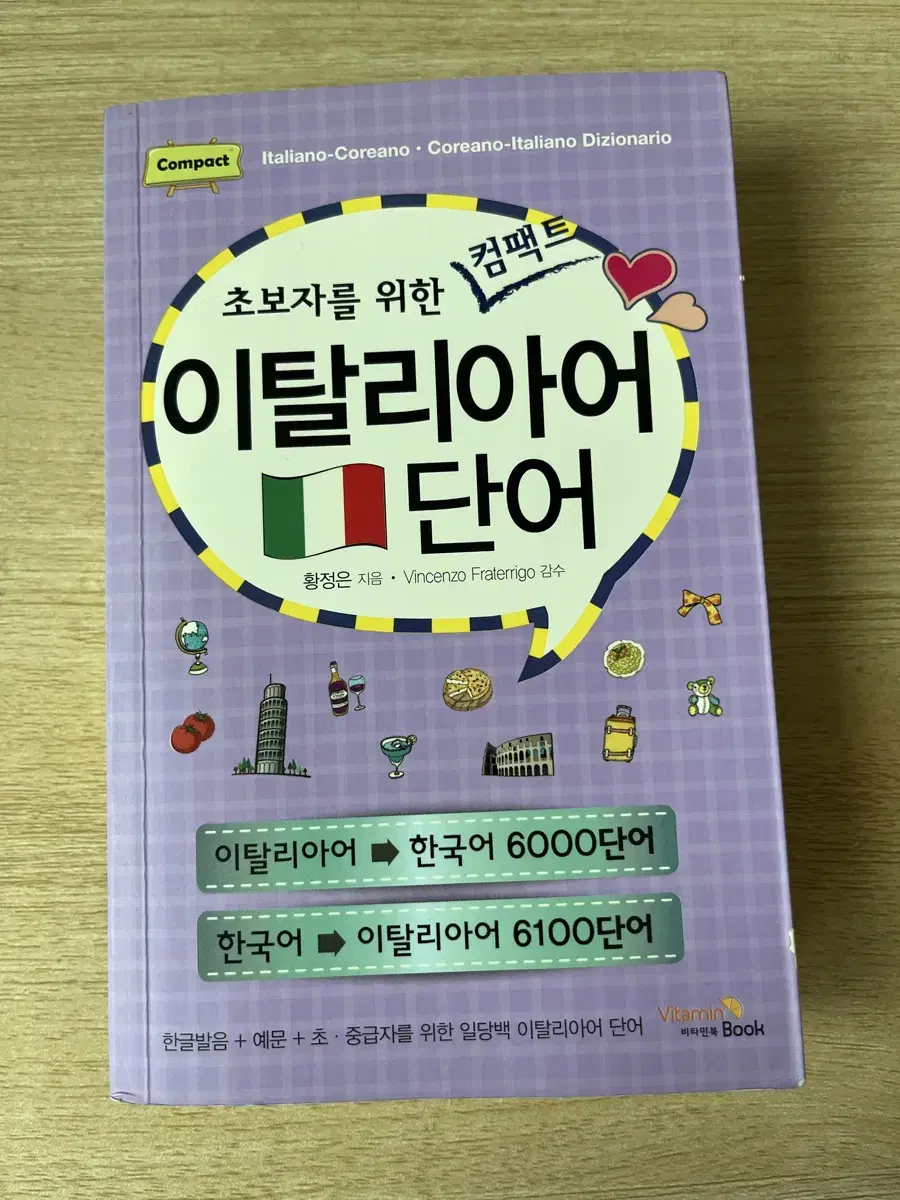 Compact
Italiano-Coreano · Coreano-Italiano Dizionario
컴팩트
초보자를 위한
이탈리아어
단어
황정은 지음 · Vincenzo Fraterrigo 감수
이탈리아어 ➡ 한국어 6000단어
한국어 ➡ 이탈리아어 6100단어
한글발음 + 예문 + 초 · 중급자를 위한 일당백 이탈리아어 단어
Vitamin
비타민북 Book